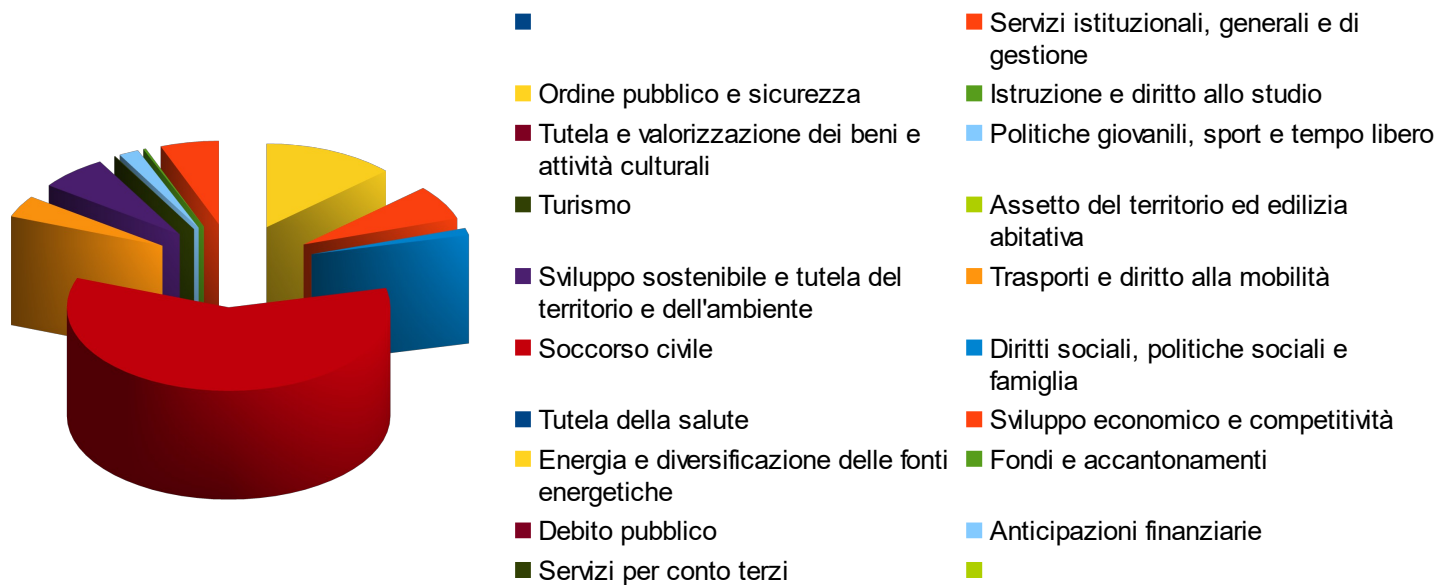 Servizi istituzionali, generali e di
gestione
Ordine pubblico e sicurezza
Istruzione e diritto allo studio
Tutela e valorizzazione dei beni e
attività culturali
Politiche giovanili, sport e tempo libero
Turismo
Assetto del territorio ed edilizia
abitativa
Sviluppo sostenibile e tutela del
territorio e dell'ambiente
Trasporti e diritto alla mobilità
Soccorso civile
Diritti sociali, politiche sociali e
famiglia
Tutela della salute
Sviluppo economico e competitività
Energia e diversificazione delle fonti
energetiche
Fondi e accantonamenti
Debito pubblico
Anticipazioni finanziarie
Servizi per conto terzi